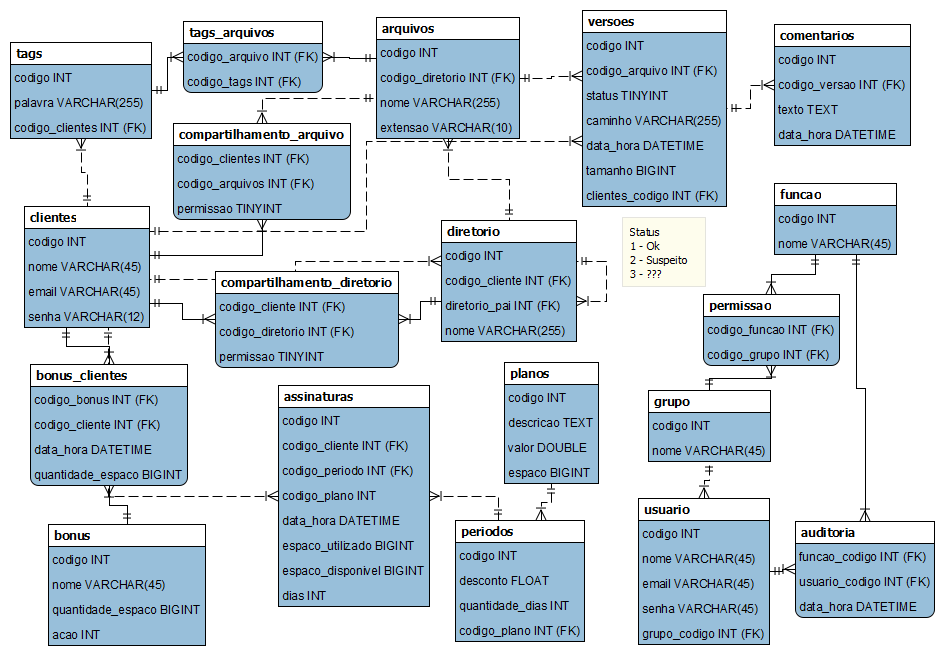 tags
codigo INT
palavra VARCHAR(255)
codigo_clientes INT (FK)
tags_arquivos
codigo_arquivo INT (FK)
codigo_tags INT (FK)
arquivos
codigo INT
codigo_diretorio INT (FK)
nome VARCHAR(255)
extensao VARCHAR(10)
versoes
codigo INT
codigo_arquivo INT (FK)
status TINYINT
caminho VARCHAR(255)
data_hora DATETIME
tamanho BIGINT
clientes_codigo INT (FK)
comentarios
codigo INT
codigo_versao INT (FK)
texto TEXT
data_hora DATETIME
compartilhamento_arquivo
codigo_clientes INT (FK)
codigo_arquivos INT (FK)
permissao TINYINT
clientes
codigo INT
nome VARCHAR(45)
email VARCHAR(45)
senha VARCHAR(12)
diretorio
codigo INT
codigo_cliente INT (FK)
diretorio_pai INT (FK)
nome VARCHAR(255)
Status
1 - Ok
2 - Suspeito
3 - ???
funcao
codigo INT
nome VARCHAR(45)
compartilhamento_diretorio
codigo_cliente INT (FK)
codigo_diretorio INT (FK)
permissao TINYINT
permissao
codigo_funcao INT (FK)
codigo_grupo INT (FK)
bonus_clientes
codigo_bonus INT (FK)
codigo_cliente INT (FK)
data_hora DATETIME
quantidade_espaco BIGINT
assinaturas
codigo INT
codigo_cliente INT (FK)
codigo_periodo INT (FK)
codigo_plano INT
data_hora DATETIME
espaco_utilizado BIGINT
espaco_disponivel BIGINT
dias INT
planos
codigo INT
descricao TEXT
valor DOUBLE
espaco BIGINT
grupo
codigo INT
nome VARCHAR(45)
bonus
codigo INT
nome VARCHAR(45)
quantidade_espaco BIGINT
acao INT
periodos
codigo INT
desconto FLOAT
quantidade_dias INT
codigo_plano INT (FK)
usuario
codigo INT
nome VARCHAR(45)
email VARCHAR(45)
senha VARCHAR(45)
grupo_codigo INT (FK)
auditoria
funcao_codigo INT (FK)
usuario_codigo INT (FK)
data_hora DATETIME